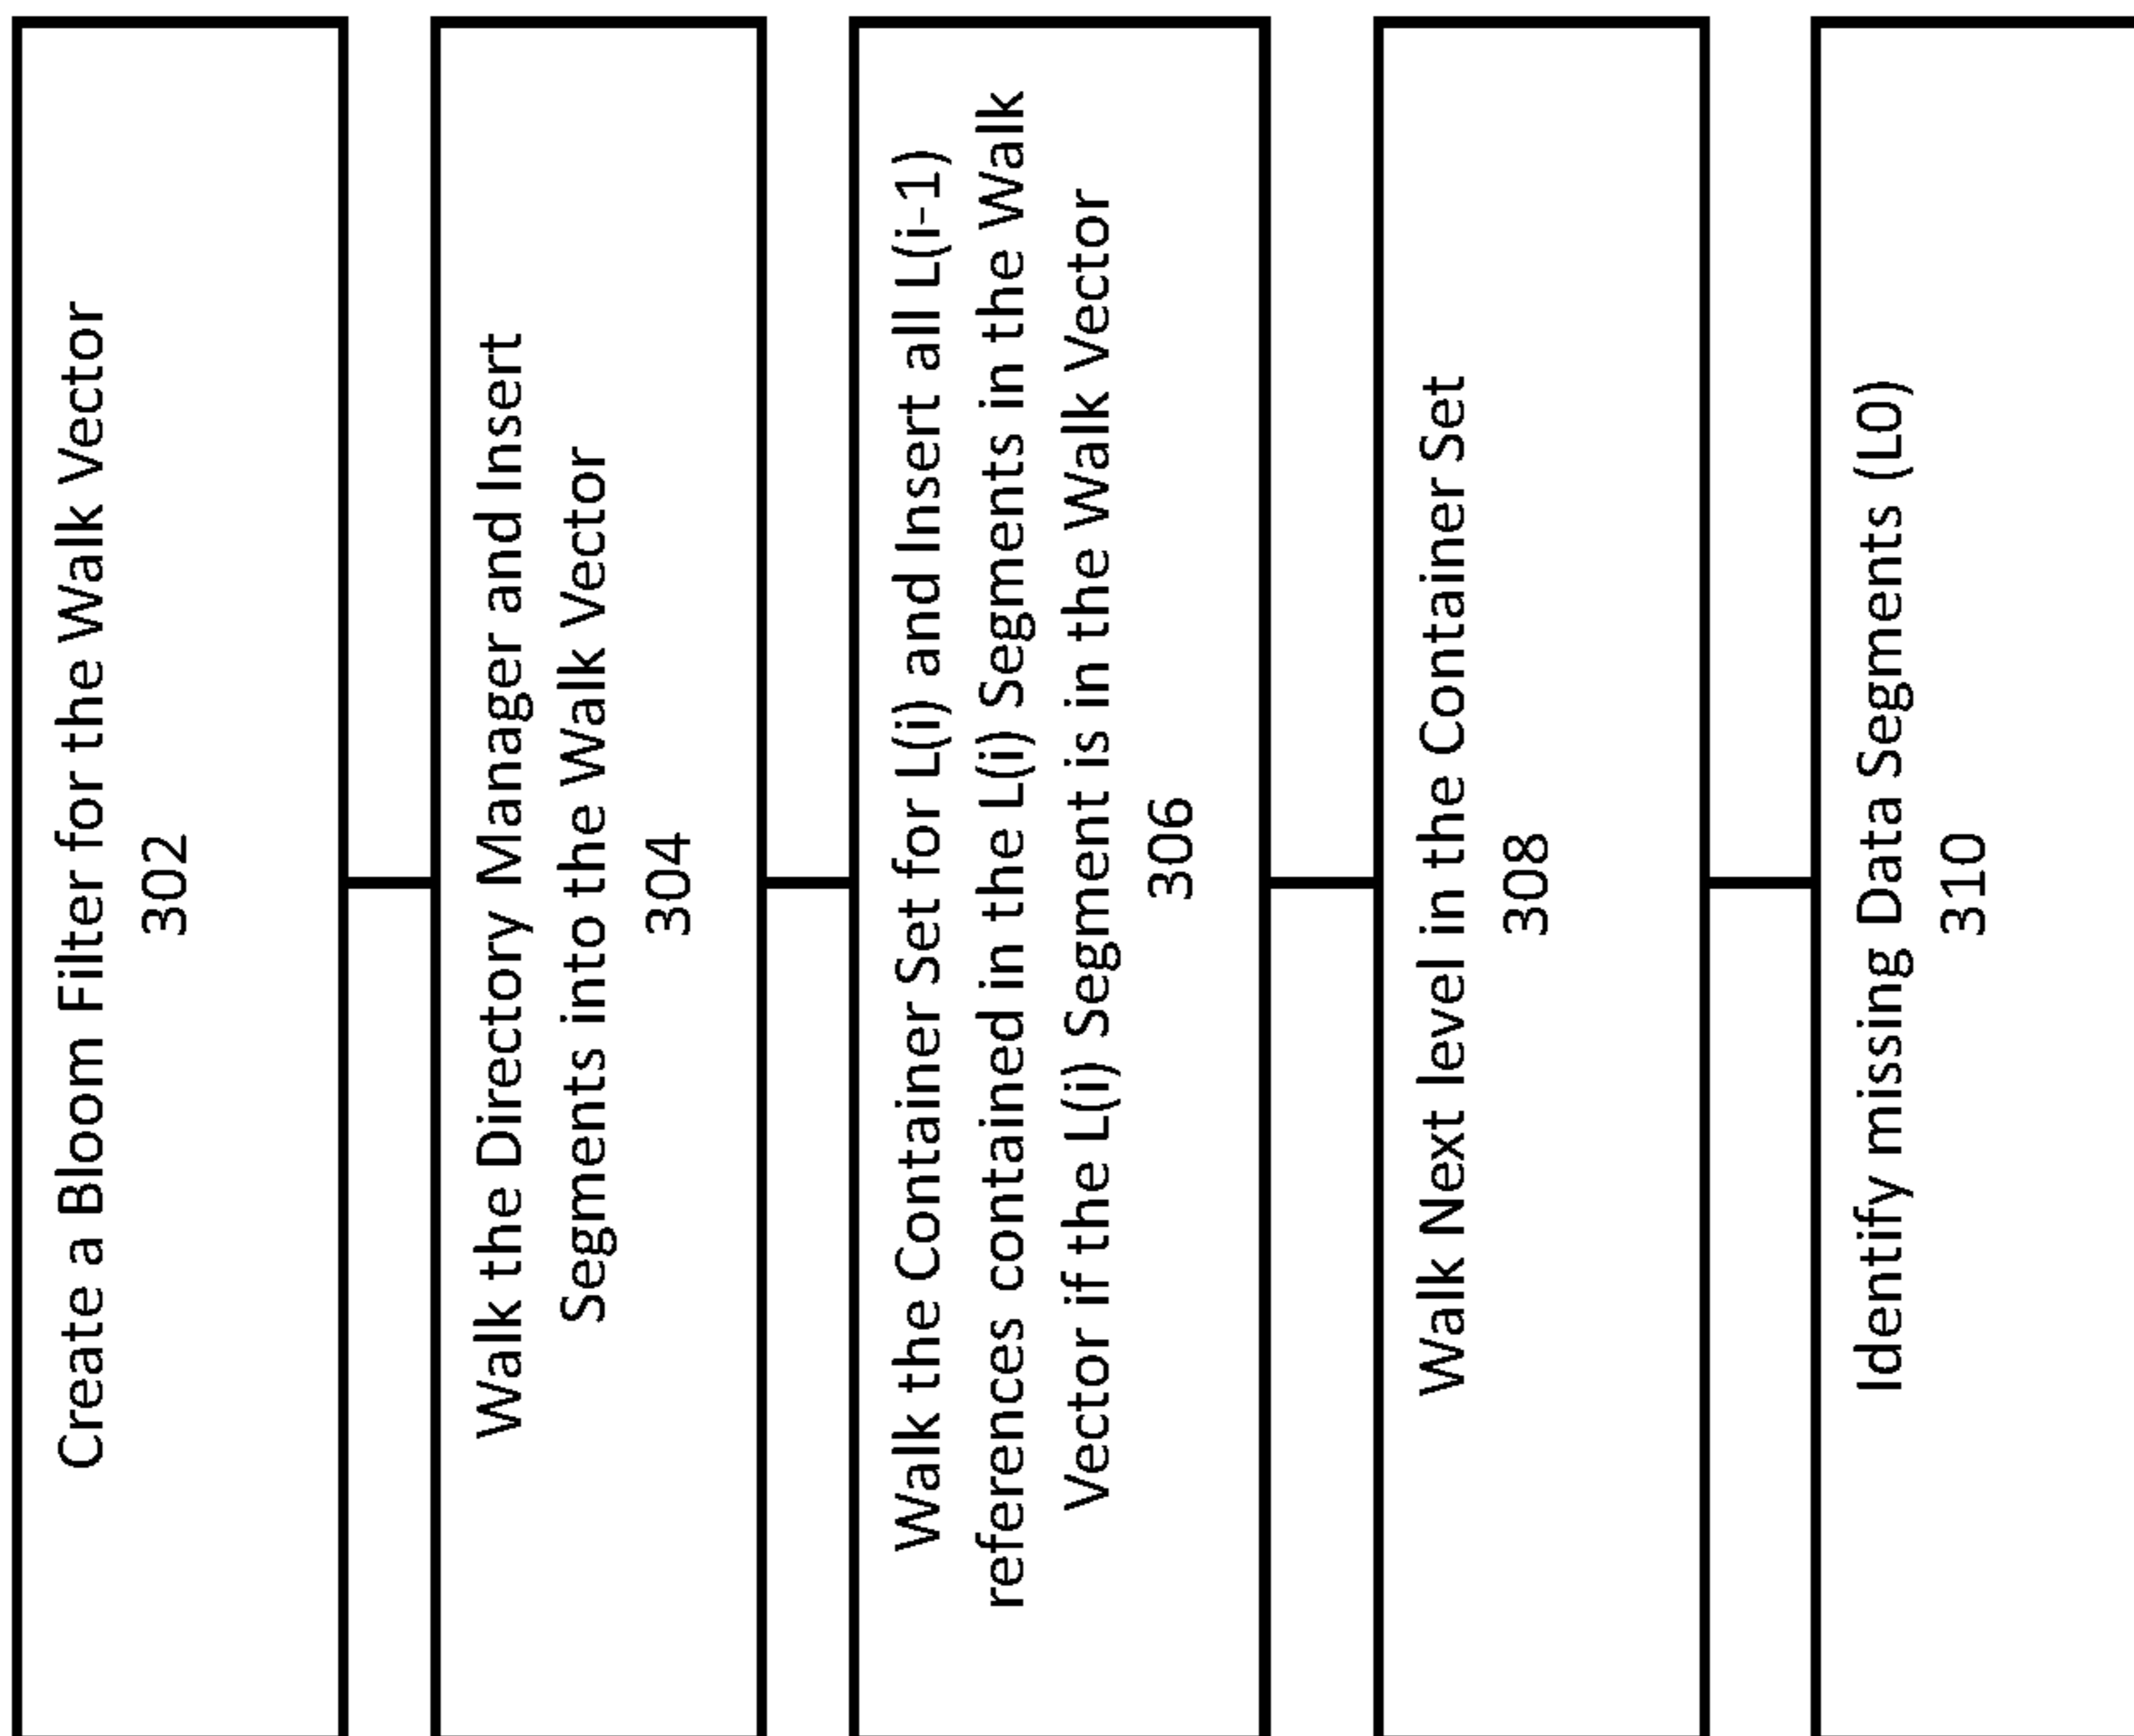 Create a Bloom Filter for the Walk Vector
302
Walk the Directory Manager and Insert
Segments into the Walk Vector
304
Walk the Container Set for L(i) and Insert all L(i-1)
references contained in the L(i) Segments in the Walk
Vector if the L(i) Segment is in the Walk Vector
306
Walk Next level in the Container Set
308
Identify missing Data Segments (L0)
310